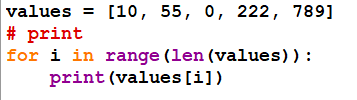 values = [10, 55, 0, 222, 789]
# print
for i in range(len(values)):
    print(values[i])